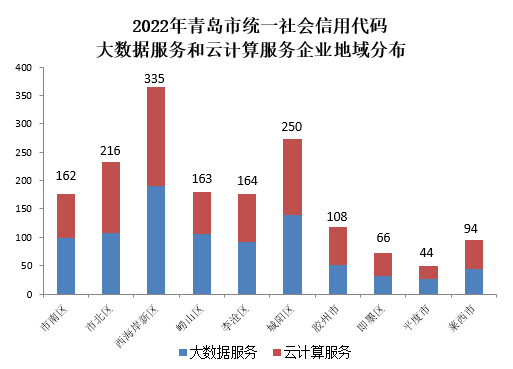 2022年青岛市统一社会信用代码
大数据服务和云计算服务企业地域分布
400
350
300
250
200
150
100
50
0
162
216
335
163
164
250
108
66
44
94
市南区
市北区
西海岸新区
崂山区
李沧区
城阳区
胶州市
即墨区
平度市
莱西市
大数据服务
云计算服务